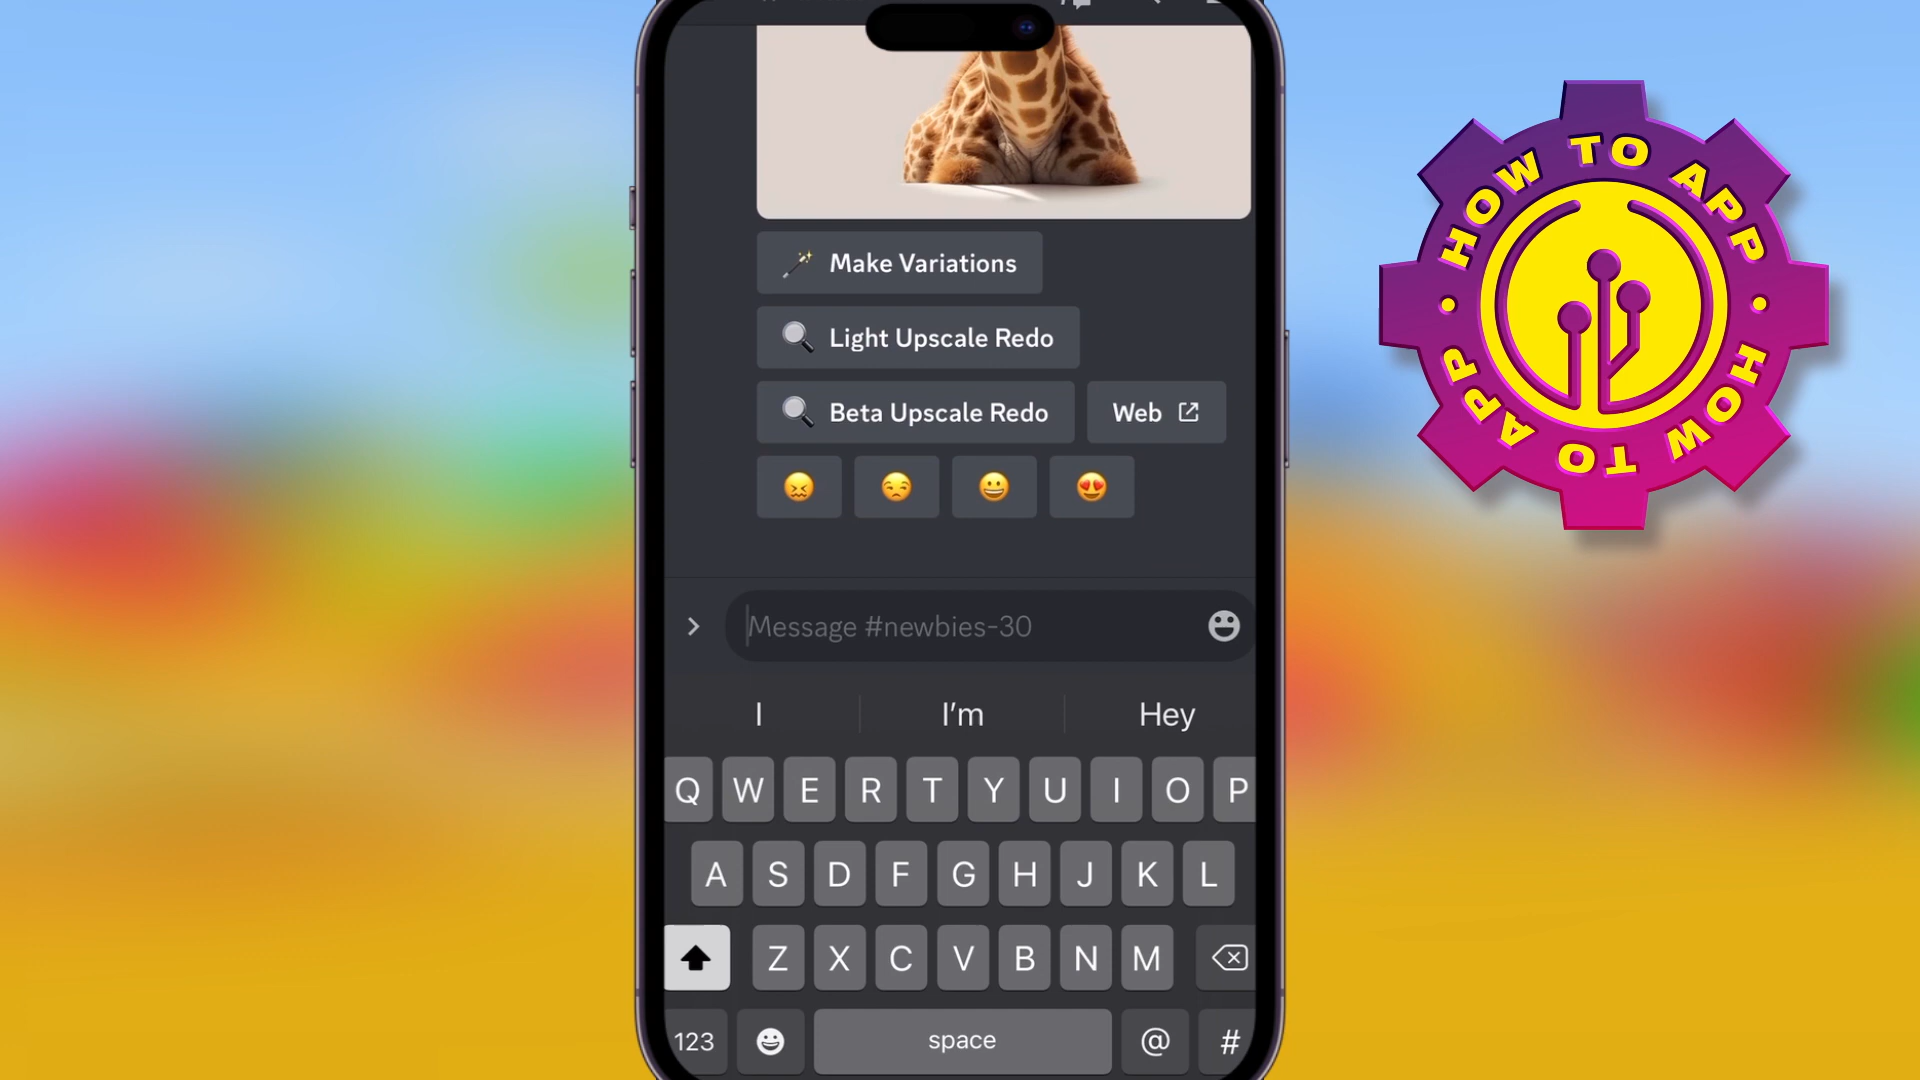 Make Variations
Light Upscale Redo
Beta Upscale Redo
Web
Message #newbies-30
I
I’m
Hey
Q W E R T Y U I O P
A S D F G H J K L
Z X C V B N M
123
space
@
#
HOW TO APP
HOW TO APP